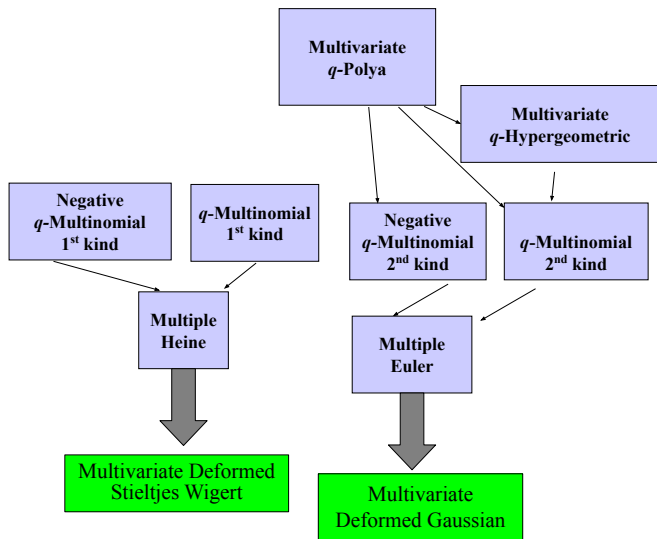 Multivariate
q-Polya
Multivariate
q-Hypergeometric
Negative
q-Multinomial
1st kind
q-Multinomial
1st kind
Negative
q-Multinomial
2nd kind
q-Multinomial
2nd kind
Multiple
Heine
Multiple
Euler
Multivariate Deformed
Stieltjes Wigert
Multivariate
Deformed Gaussian